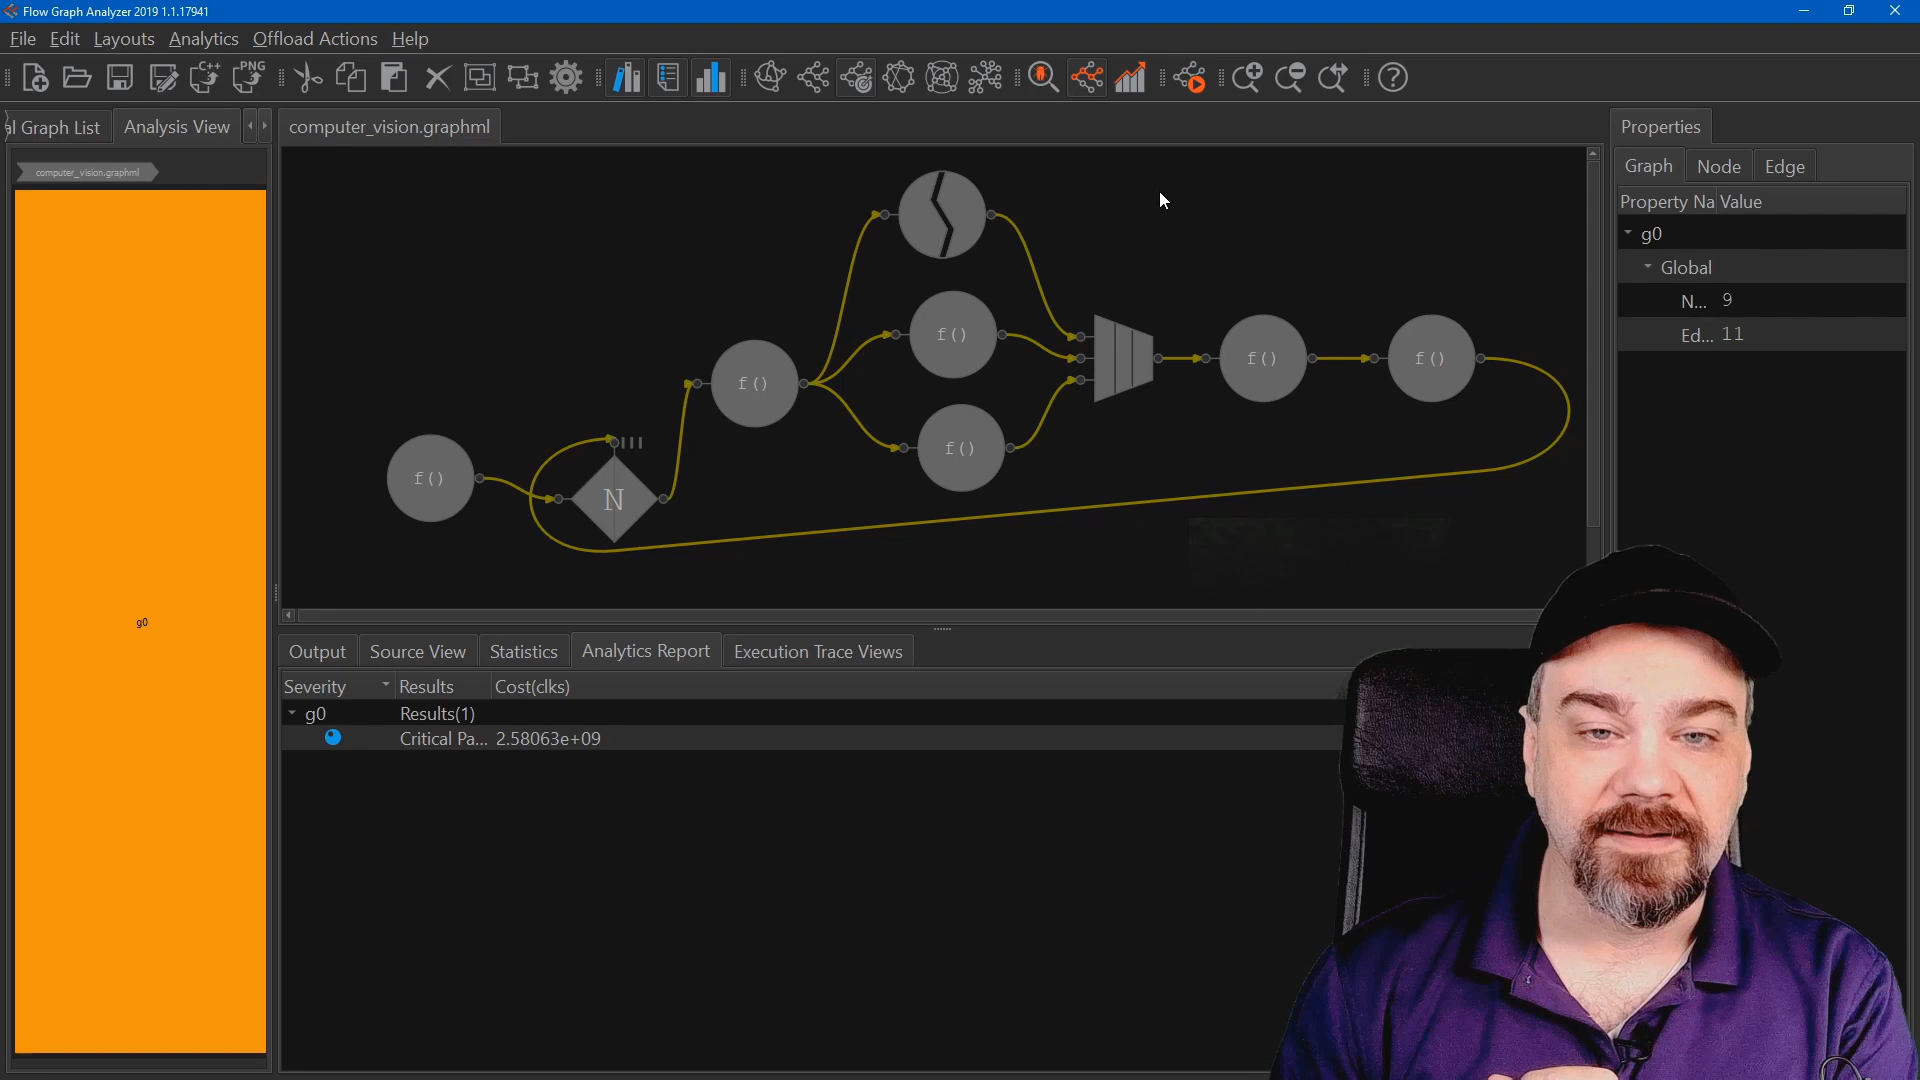 Flow Graph Analyzer 2019 1.1.17941
File Edit Layouts Analytics Offload Actions Help
C++ PNG
al Graph List
Analysis View
computer_vision.graphml
Properties
computer_vision.graphml
Graph Node Edge
Property Na Value
g0
Global
N... 9
Ed... 11
f()
f()
f()
f()
f()
f()
N
g0
Output Source View Statistics Analytics Report Execution Trace Views
Severity Results Cost(clks)
g0 Results(1)
Critical Pa... 2.58063e+09